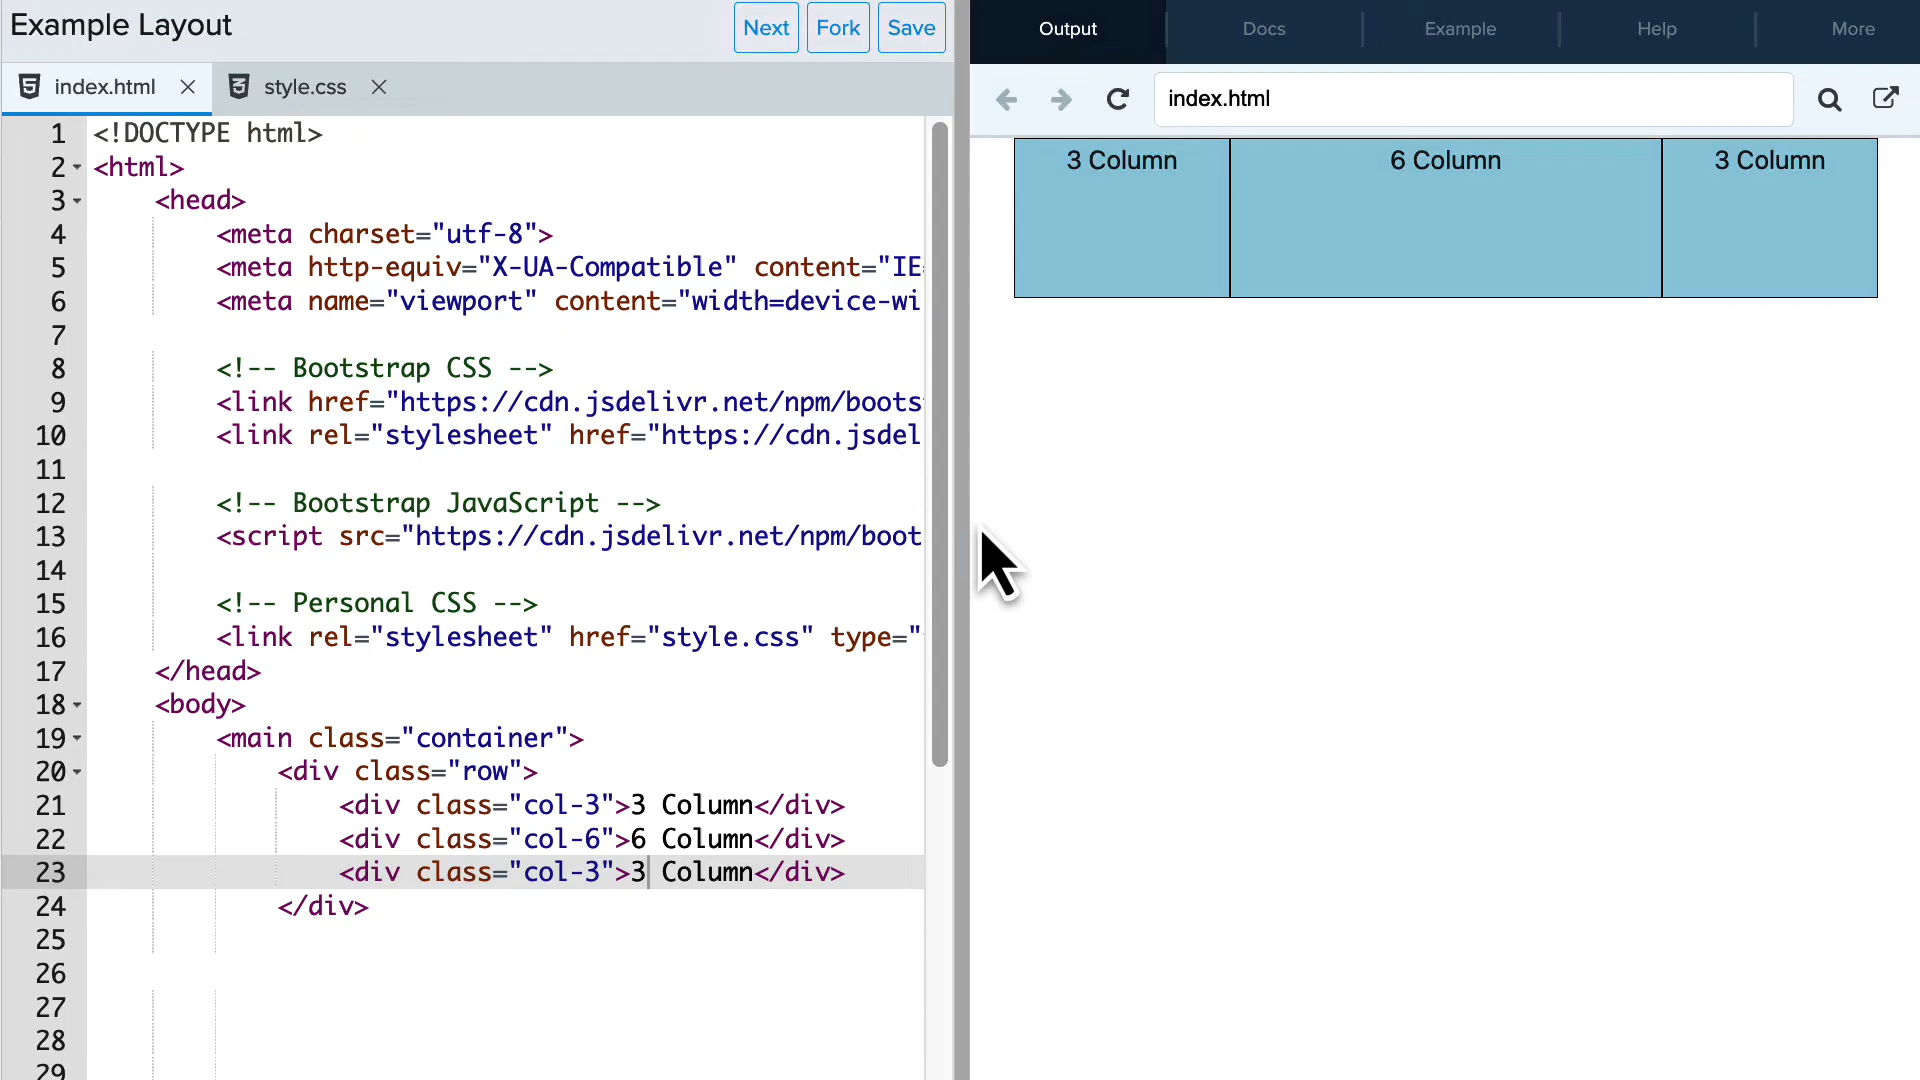 Example Layout
Next
Fork
Save
index.html
style.css
1 <!DOCTYPE html>
2 <html>
3 <head>
4 <meta charset="utf-8">
5 <meta http-equiv="X-UA-Compatible" content="IE=
6 <meta name="viewport" content="width=device-wi
7
8 <!-- Bootstrap CSS -->
9 <link href="https://cdn.jsdelivr.net/npm/boots
10 <link rel="stylesheet" href="https://cdn.jsdel
11
12 <!-- Bootstrap JavaScript -->
13 <script src="https://cdn.jsdelivr.net/npm/boot
14
15 <!-- Personal CSS -->
16 <link rel="stylesheet" href="style.css" type="
17 </head>
18 <body>
19 <main class="container">
20 <div class="row">
21 <div class="col-3">3 Column</div>
22 <div class="col-6">6 Column</div>
23 <div class="col-3">3 Column</div>
24 </div>
25
26
27
28
29
Output
Docs
Example
Help
More
index.html
3 Column
6 Column
3 Column